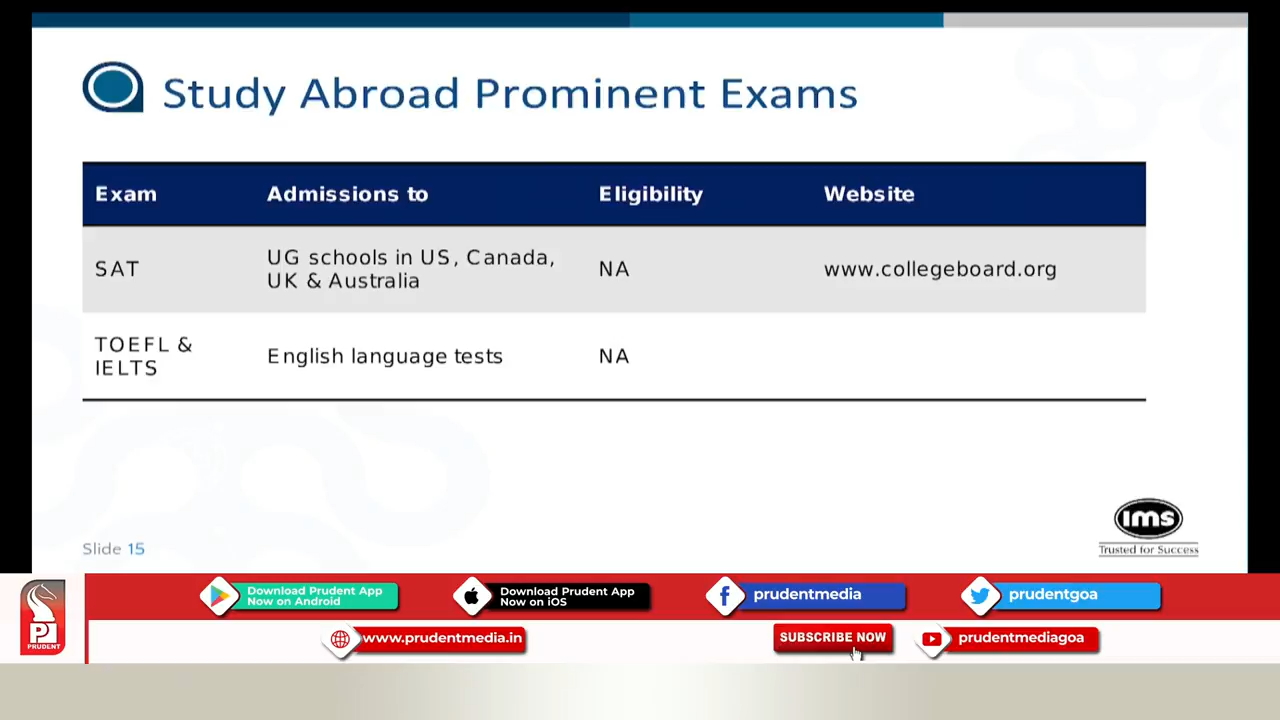 Study Abroad Prominent Exams
Exam Admissions to Eligibility Website
SAT UG schools in US, Canada, UK & Australia NA www.collegeboard.org
TOEFL & IELTS English language tests NA
ims
Trusted for Success
Slide 15
PI
PRUDENT
Download Prudent App
Now on Android
Download Prudent App
Now on iOS
prudentmedia
prudentgoa
www.prudentmedia.in
SUBSCRIBE NOW
prudentmediagoa